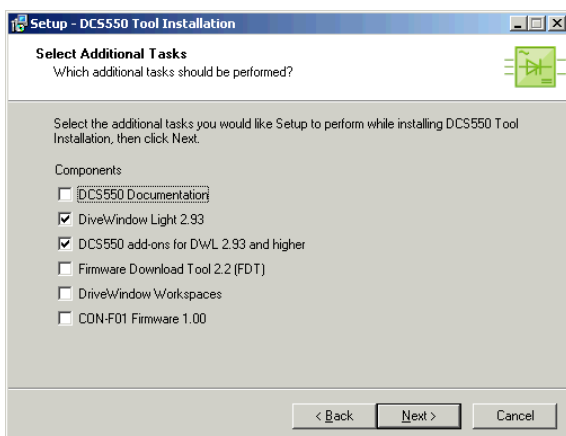 Setup - DCS550 Tool Installation
Select Additional Tasks
Which additional tasks should be performed?
Select the additional tasks you would like Setup to perform while installing DCS550 Tool
Installation, then click Next.
Components
DCS550 Documentation
DiveWindow Light 2.93
DCS550 add-ons for DWL 2.93 and higher
Firmware Download Tool 2.2 (FDT)
DriveWindow Workspaces
CON-F01 Firmware 1.00
< Back Next > Cancel